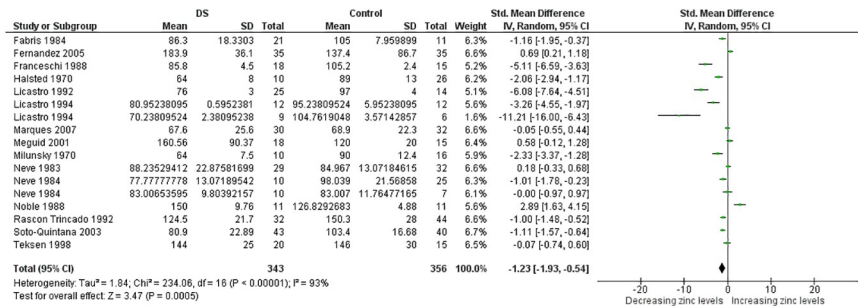 DS Control Std. Mean Difference Std. Mean Difference
Study or Subgroup Mean SD Total Mean SD Total Weight IV, Random, 95% CI IV, Random, 95% CI
Fabris 1984 86.3 18.3303 21 105 7.959899 11 6.3% -1.16 [-1.95, -0.37]
Fernandez 2005 183.9 36.1 35 137.4 86.7 35 6.7% 0.69 [0.21, 1.18]
Franceschi 1988 85.8 4.5 18 105.2 2.4 15 5.2% -5.11 [-6.59, -3.63]
Halsted 1970 64 8 10 89 13 26 6.2% -2.06 [-2.94, -1.17]
Licastro 1992 76 3 25 97 4 14 5.1% -6.08 [-7.64, -4.51]
Licastro 1994 80.95238095 0.5952381 12 95.23809524 5.95238095 12 5.5% -3.26 [-4.55, -1.97]
Licastro 1994 70.23809524 2.38095238 9 104.7619048 3.57142857 6 1.6% -11.21 [-16.00, -6.43]
Marques 2007 67.6 25.6 30 68.9 22.3 32 6.7% -0.05 [-0.55, 0.44]
Meguid 2001 160.56 90.37 18 120 20 15 6.4% 0.58 [-0.12, 1.28]
Milunsky 1970 64 7.5 10 90 12.4 16 5.9% -2.33 [-3.37, -1.28]
Neve 1983 88.23529412 22.87581699 29 84.967 13.07184615 32 6.6% 0.18 [-0.33, 0.68]
Neve 1984 77.77777778 13.07189542 10 98.039 21.56858 25 6.3% -1.01 [-1.78, -0.23]
Neve 1984 83.00653595 9.80392157 10 83.007 11.76477165 7 6.1% -0.00 [-0.97, 0.97]
Noble 1988 150 9.76 11 126.8292683 4.88 11 5.6% 2.89 [1.63, 4.15]
Rascon Trincado 1992 124.5 21.7 32 150.3 28 44 6.7% -1.00 [-1.48, -0.52]
Soto-Quintana 2003 80.9 22.89 43 103.4 16.68 40 6.7% -1.11 [-1.57, -0.64]
Teksen 1998 144 25 20 146 30 15 6.5% -0.07 [-0.74, 0.60]
Total (95% CI) 343 356 100.0% -1.23 [-1.93, -0.54]
Heterogeneity: Tau² = 1.84; Chi² = 234.06, df = 16 (P < 0.00001); I² = 93%
Test for overall effect: Z = 3.47 (P = 0.0005)
-20 -10 0 10 20
Decreasing zinc levels Increasing zinc levels